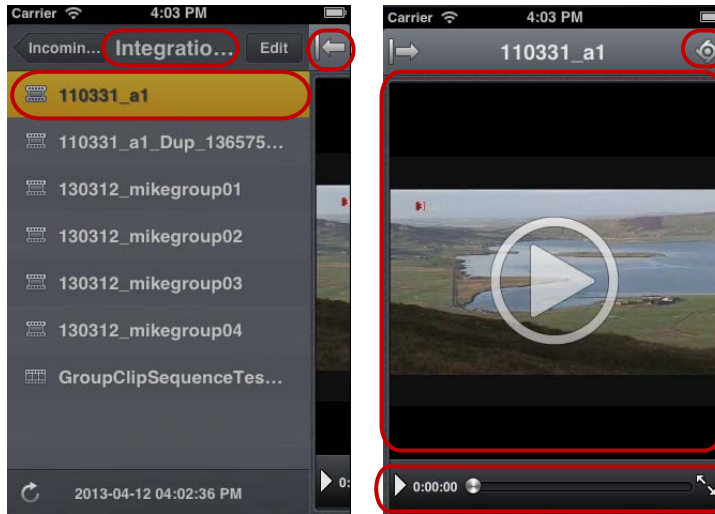 Carrier 4:03 PM
Incomin... Integratio... Edit
110331_a1
110331_a1_Dup_136575...
130312_mikegroup01
130312_mikegroup02
130312_mikegroup03
130312_mikegroup04
GroupClipSequenceTes...
2013-04-12 04:02:36 PM
0:
Carrier 4:03 PM
110331_a1
0:00:00